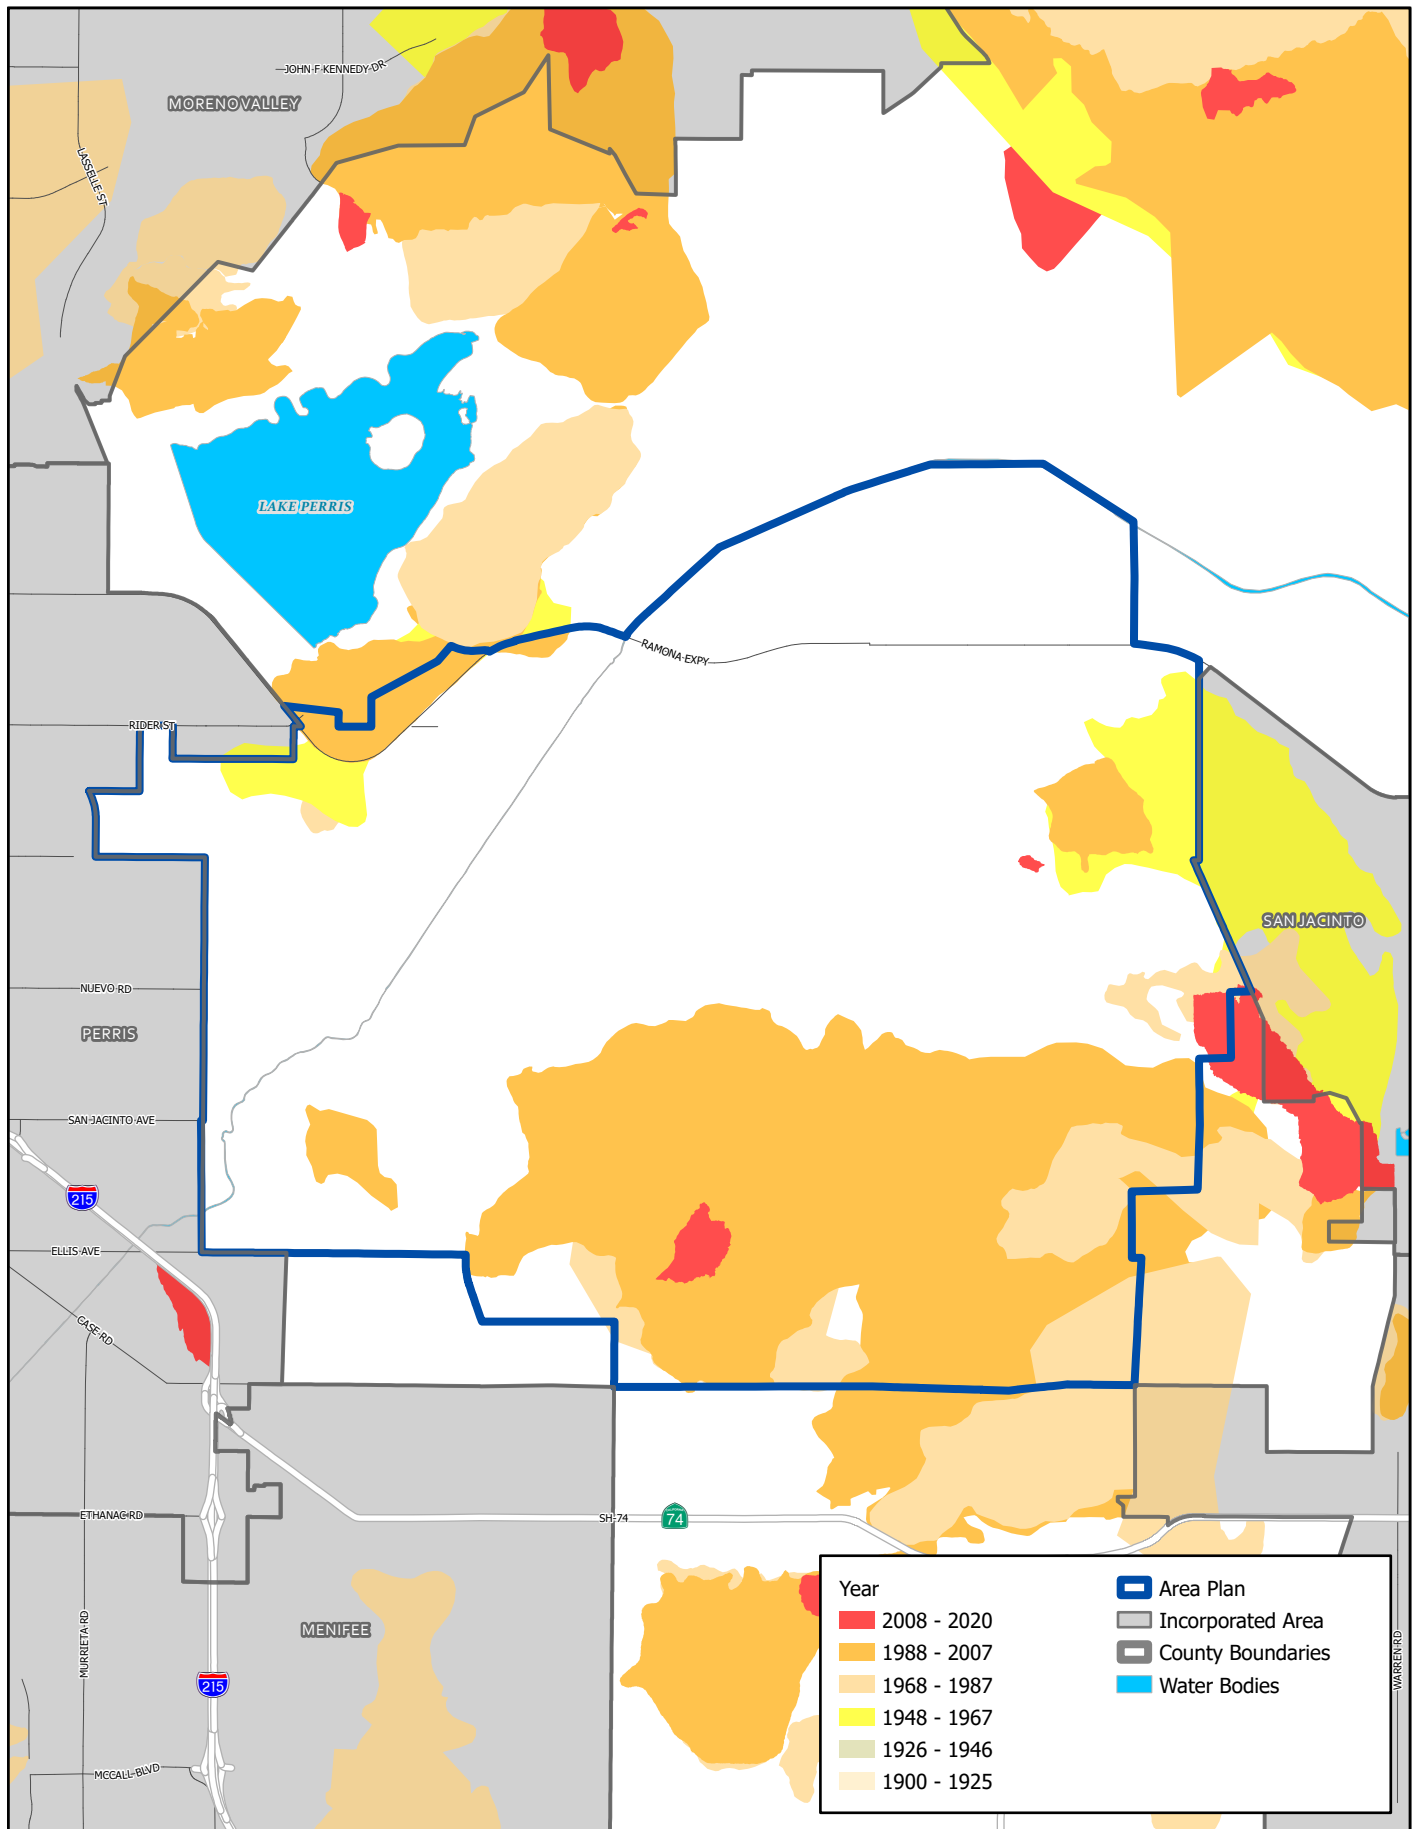 JOHN F KENNEDY DR
MORENO VALLEY
LASSELLE ST
LAKE PERRIS
RAMONA EXPY
RIDER ST
SAN JACINTO
NUEVO RD
PERRIS
SAN JACINTO AVE
215
ELLIS AVE
CASE RD
ETHANAC RD
SH-74
CALIFORNIA
74
MENIFEE
MURRIETA RD
215
MCCALL BLVD
WARREN RD
Year
2008 - 2020
1988 - 2007
1968 - 1987
1948 - 1967
1926 - 1946
1900 - 1925
Area Plan
Incorporated Area
County Boundaries
Water Bodies